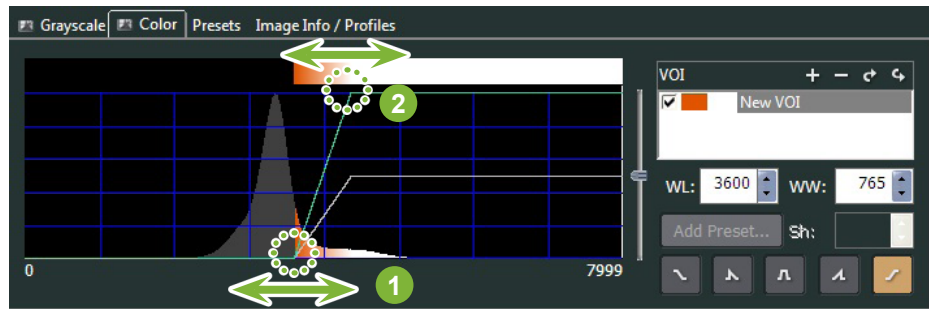 Grayscale Color Presets Image Info / Profiles
2
VOI
New VOI
WL: 3600 WW: 765
Add Preset... Sh:
0 7999
1